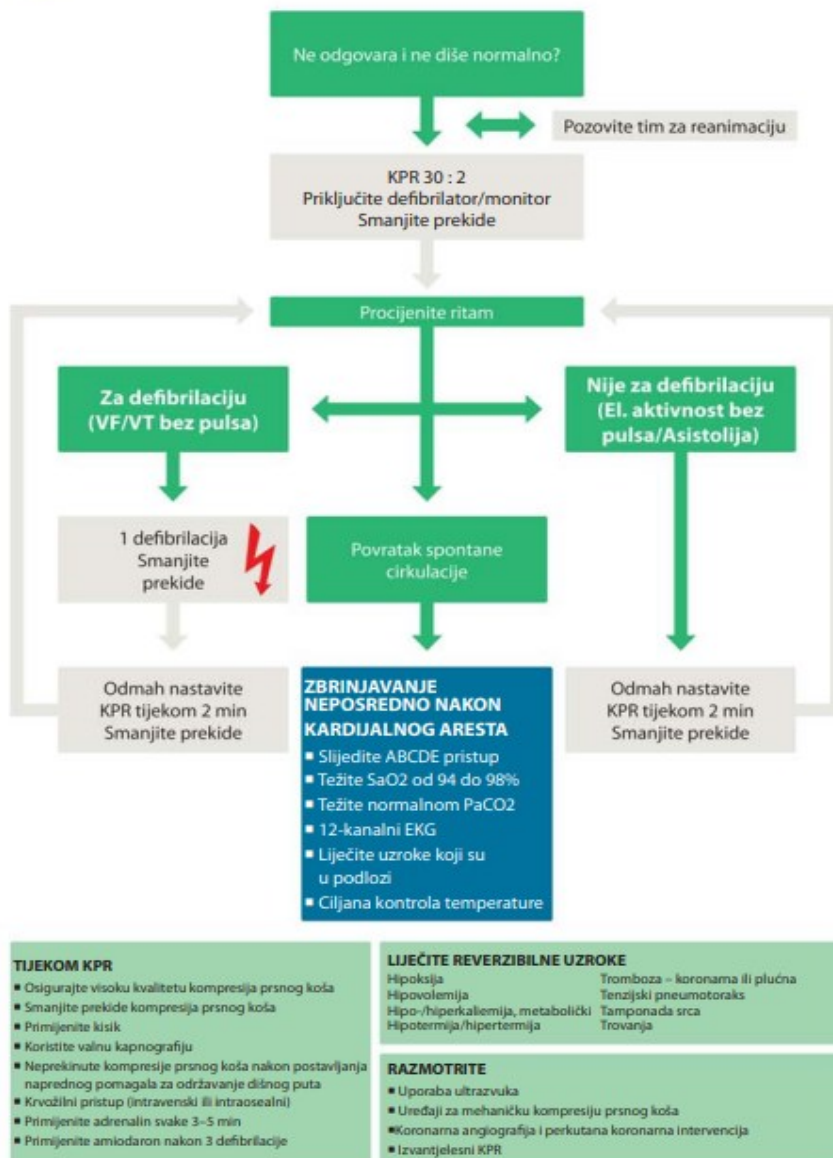 Ne odgovara i ne diše normalno?
Pozovite tim za reanimaciju
KPR 30 : 2
Priključite defibrilator/monitor
Smanjite prekide
Procijenite ritam
Za defibrilaciju
(VF/VT bez pulsa)
Nije za defibrilaciju
(El. aktivnost bez
pulsa/Asistolija)
1 defibrilacija
Smanjite
prekide
Povratak spontane
cirkulacije
Odmah nastavite
KPR tijekom 2 min
Smanjite prekide
ZBRINJAVANJE
NEPOSREDNO NAKON
KARDIJALNOG ARESTA
▪ Slijedite ABCDE pristup
▪ Težite SaO2 od 94 do 98%
▪ Težite normalnom PaCO2
▪ 12-kanalni EKG
▪ Liječite uzroke koji su
u podlozi
▪ Ciljana kontrola temperature
Odmah nastavite
KPR tijekom 2 min
Smanjite prekide
TIJEKOM KPR
▪ Osigurajte visoku kvalitetu kompresija prsnog koša
▪ Smanjite prekide kompresija prsnog koša
▪ Primijenite kisik
▪ Koristite valnu kapnografiju
▪ Neprekinute kompresije prsnog koša nakon postavljanja
naprednog pomagala za održavanje dišnog puta
▪ Krvožilni pristup (intravenski ili intraosealni)
▪ Primijenite adrenalin svake 3–5 min
▪ Primijenite amiodaron nakon 3 defibrilacije
LIJEČITE REVERZIBILNE UZROKE
Hipoksija Tromboza – koronarna ili plućna
Hipovolemija Tenzijski pneumotoraks
Hipo-/hiperkaliemija, metabolički Tamponada srca
Hipotermija/hipertermija Trovanja
RAZMOTRITE
▪ Uporaba ultrazvuka
▪ Uređaji za mehaničku kompresiju prsnog koša
▪Koronarna angiografija i perkutana koronarna intervencija
▪ Izvantjelesni KPR